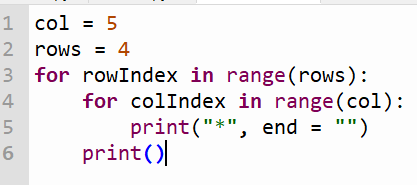 1 col = 5
2 rows = 4
3 for rowIndex in range(rows):
4     for colIndex in range(col):
5         print("*", end = "")
6     print()